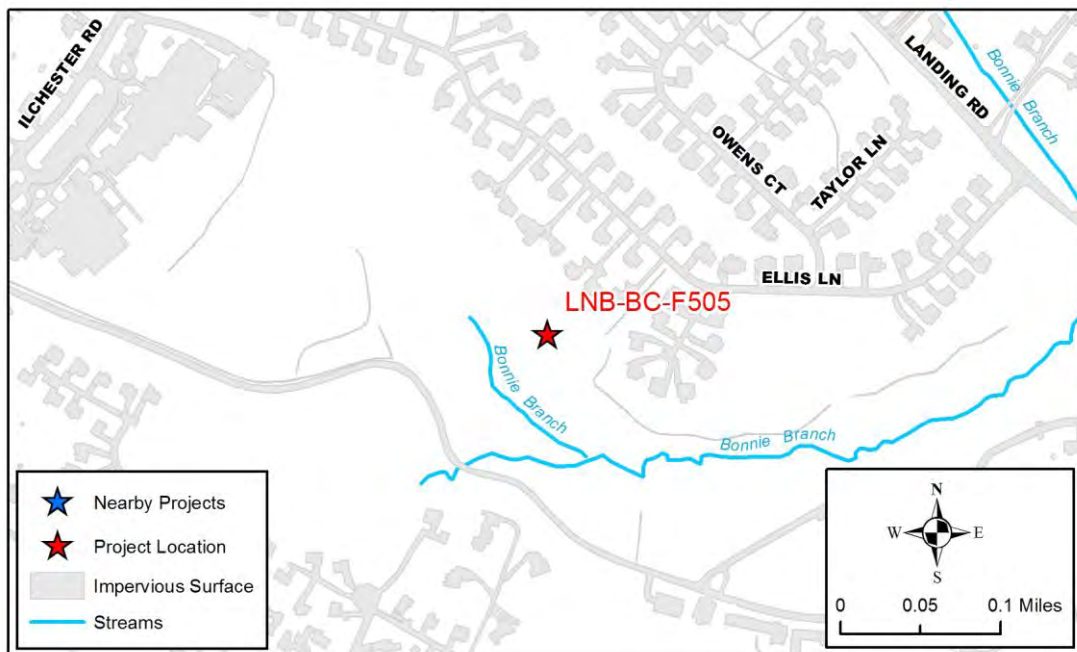 ILCHESTER RD
LANDING RD
Bonnie Branch
OWENS CT
TAYLOR LN
ELLIS LN
LNB-BC-F505
Bonnie Branch
Bonnie Branch
Nearby Projects
Project Location
Impervious Surface
Streams
N
W E
S
0 0.05 0.1 Miles